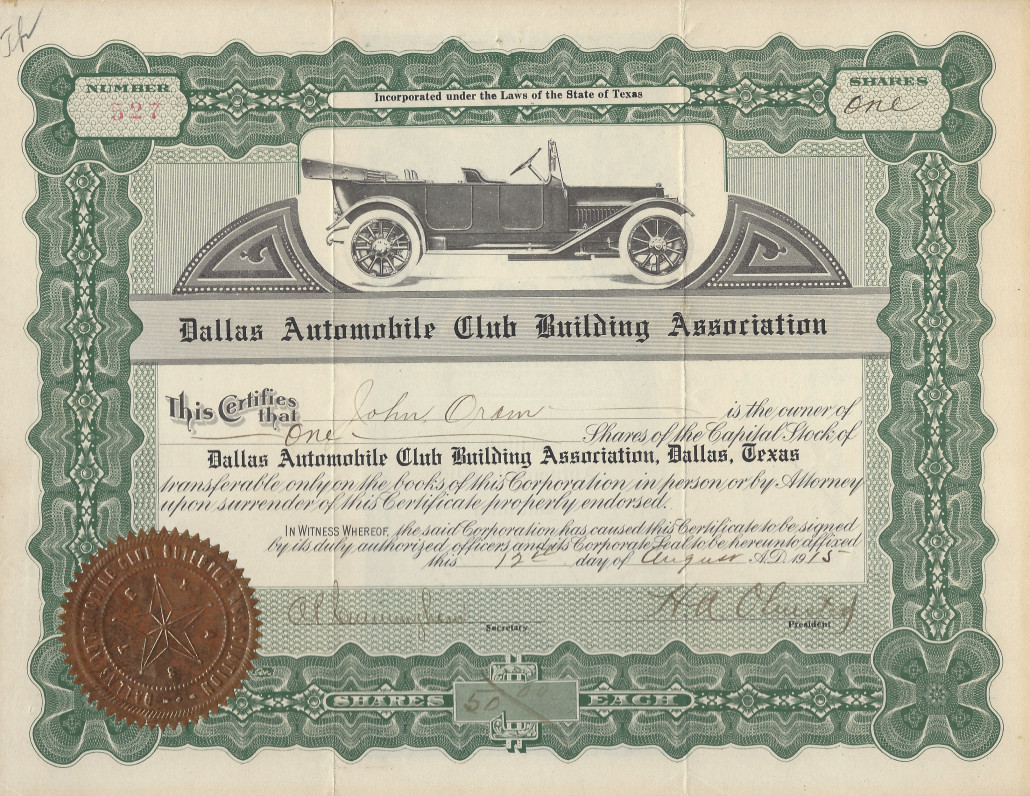 NUMBER
527
Incorporated under the Laws of the State of Texas
SHARES
One
Dallas Automobile Club Building Association
This Certifies that John Oram is the owner of
One Shares of the Capital Stock of
Dallas Automobile Club Building Association, Dallas, Texas
transferable only on the books of this Corporation in person or by Attorney
upon surrender of this Certificate properly endorsed.
IN WITNESS WHEREOF, the said Corporation has caused this Certificate to be signed
by its duly authorized officers and its Corporate Seal to be hereunto affixed
this 12th day of August A.D. 1915
Secretary
President
SHARES 50 00 EACH